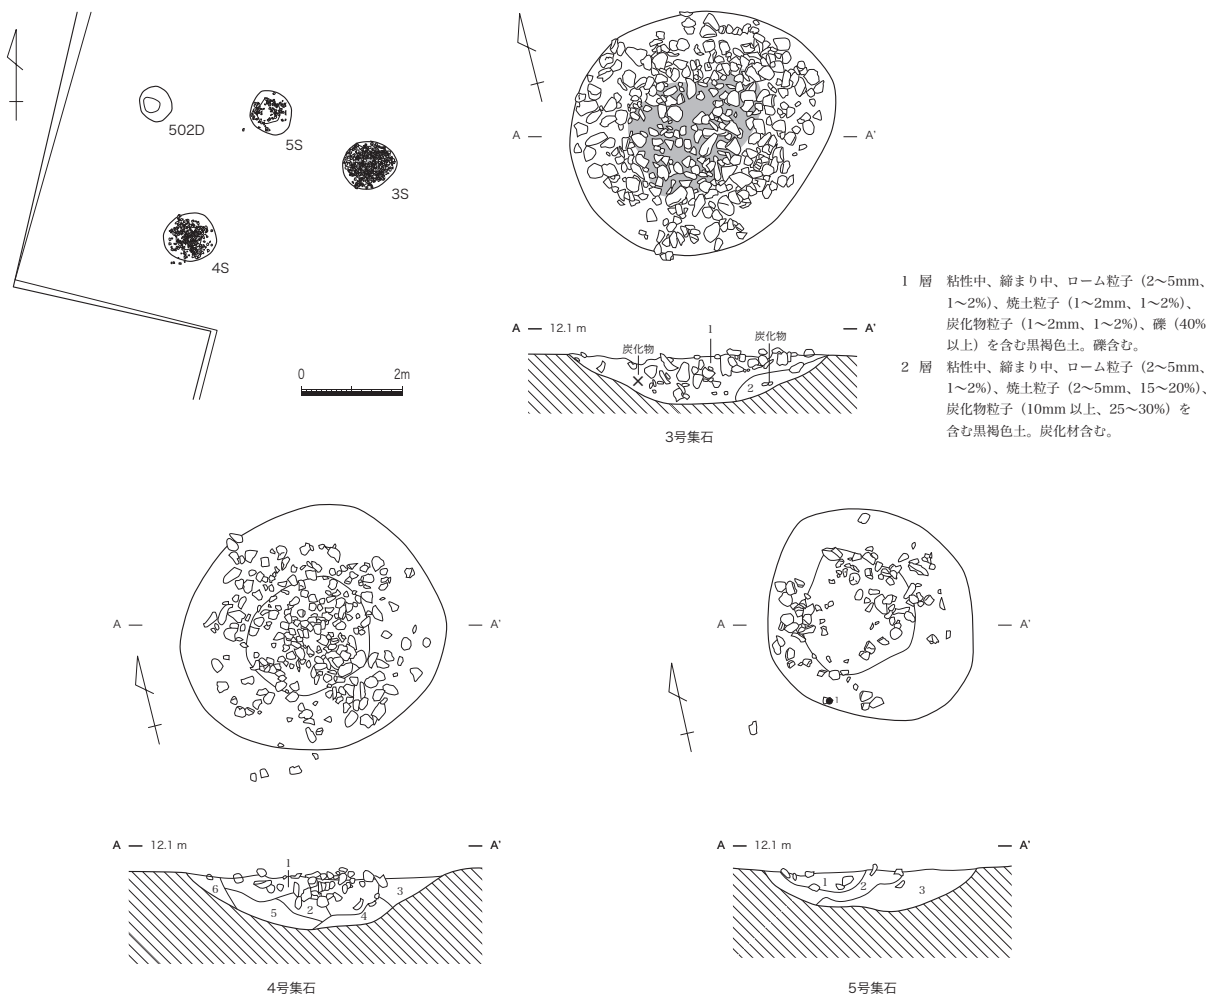 502D
5S
3S
4S
0
2m
A
A'
A
12.1 m
1
A'
炭化物
炭化物
2
3号集石
1 層 粘性中、締まり中、ローム粒子（2～5mm、
1～2%）、焼土粒子（1～2mm、1～2%）、
炭化物粒子（1～2mm、1～2%）、礫（40%
以上）を含む黒褐色土。礫含む。
2 層 粘性中、締まり中、ローム粒子（2～5mm、
1～2%）、焼土粒子（2～5mm、15～20%）、
炭化物粒子（10mm 以上、25～30%）を
含む黒褐色土。炭化材含む。
A
A'
A
12.1 m
A'
1
6
3
5
2
4
4号集石
A
A'
1
A
12.1 m
A'
1
2
3
5号集石